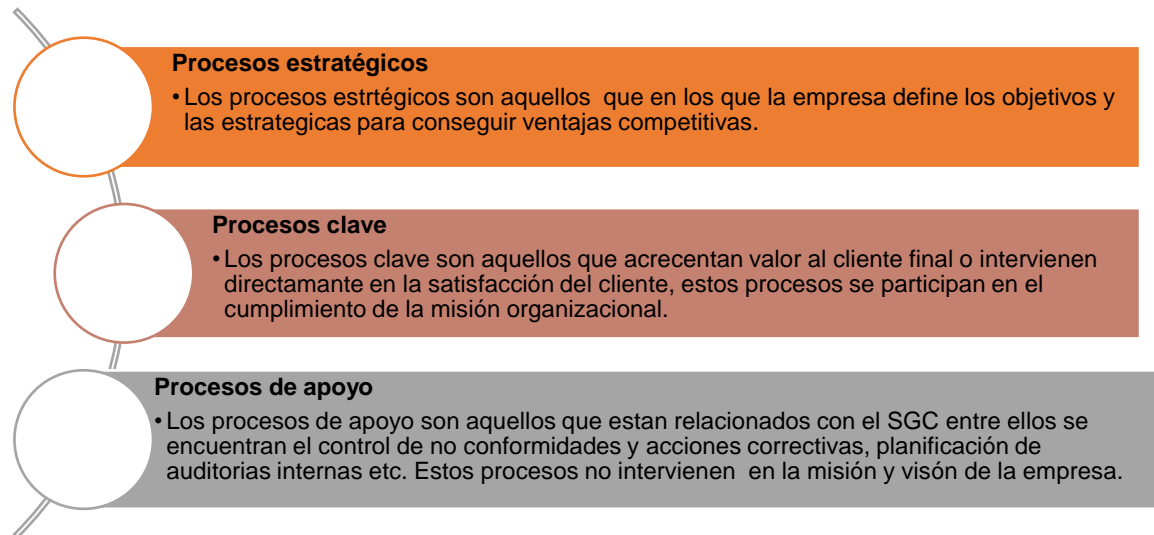 Procesos estratégicos
• Los procesos estrtégicos son aquellos que en los que la empresa define los objetivos y
las estrategicas para conseguir ventajas competitivas.
Procesos clave
• Los procesos clave son aquellos que acrecentan valor al cliente final o intervienen
directamante en la satisfacción del cliente, estos procesos se participan en el
cumplimiento de la misión organizacional.
Procesos de apoyo
• Los procesos de apoyo son aquellos que estan relacionados con el SGC entre ellos se
encuentran el control de no conformidades y acciones correctivas, planificación de
auditorias internas etc. Estos procesos no intervienen en la misión y visón de la empresa.